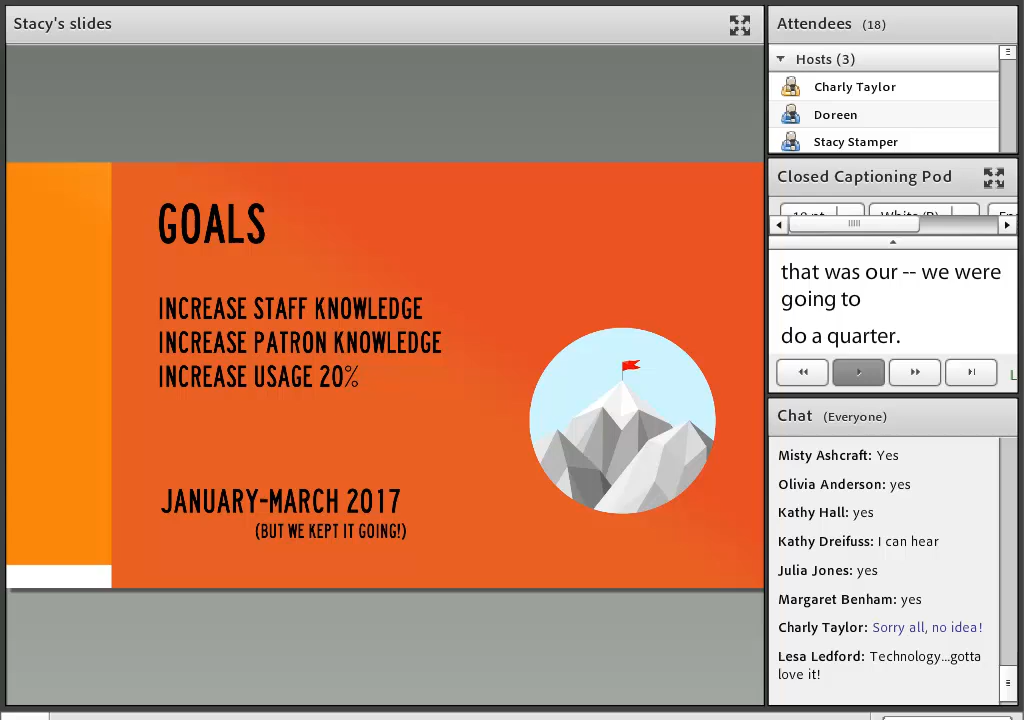 Stacy's slides
GOALS
INCREASE STAFF KNOWLEDGE
INCREASE PATRON KNOWLEDGE
INCREASE USAGE 20%
JANUARY-MARCH 2017
(BUT WE KEPT IT GOING!)
Attendees (18)
Hosts (3)
Charly Taylor
Doreen
Stacy Stamper
Closed Captioning Pod
that was our -- we were
going to
do a quarter.
Chat (Everyone)
Misty Ashcraft: Yes
Olivia Anderson: yes
Kathy Hall: yes
Kathy Dreifuss: I can hear
Julia Jones: yes
Margaret Benham: yes
Charly Taylor: Sorry all, no idea!
Lesa Ledford: Technology...gotta
love it!